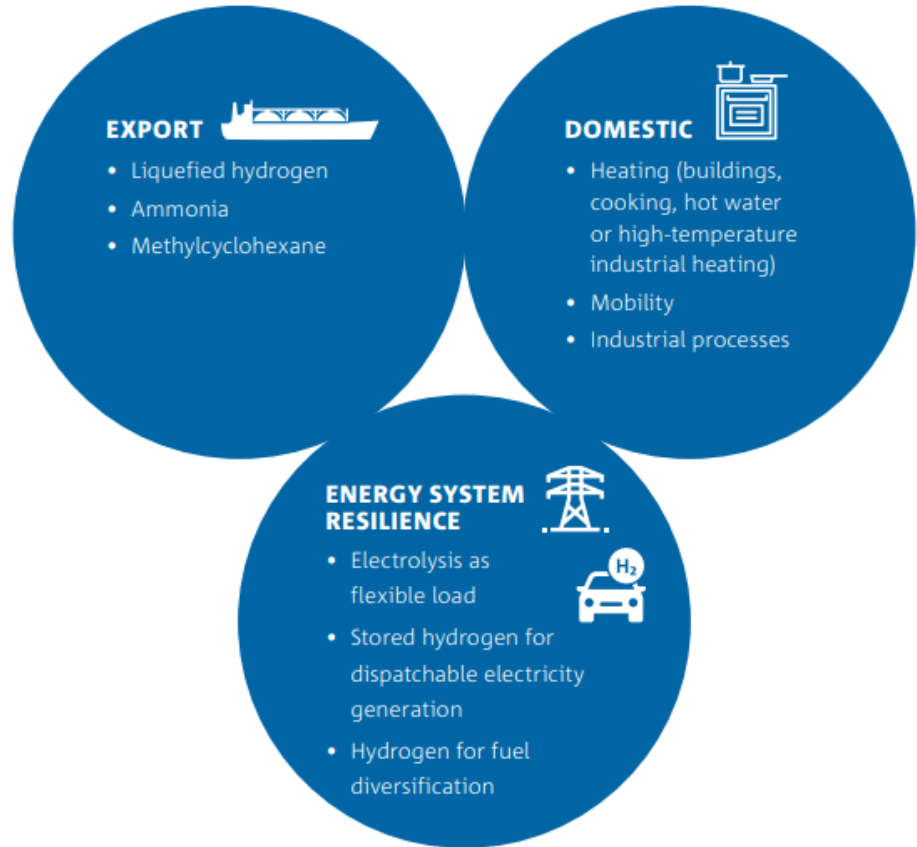 EXPORT
• Liquefied hydrogen
• Ammonia
• Methylcyclohexane
DOMESTIC
• Heating (buildings,
cooking, hot water
or high-temperature
industrial heating)
• Mobility
• Industrial processes
ENERGY SYSTEM
RESILIENCE
• Electrolysis as
flexible load
• Stored hydrogen for
dispatchable electricity
generation
• Hydrogen for fuel
diversification
H₂